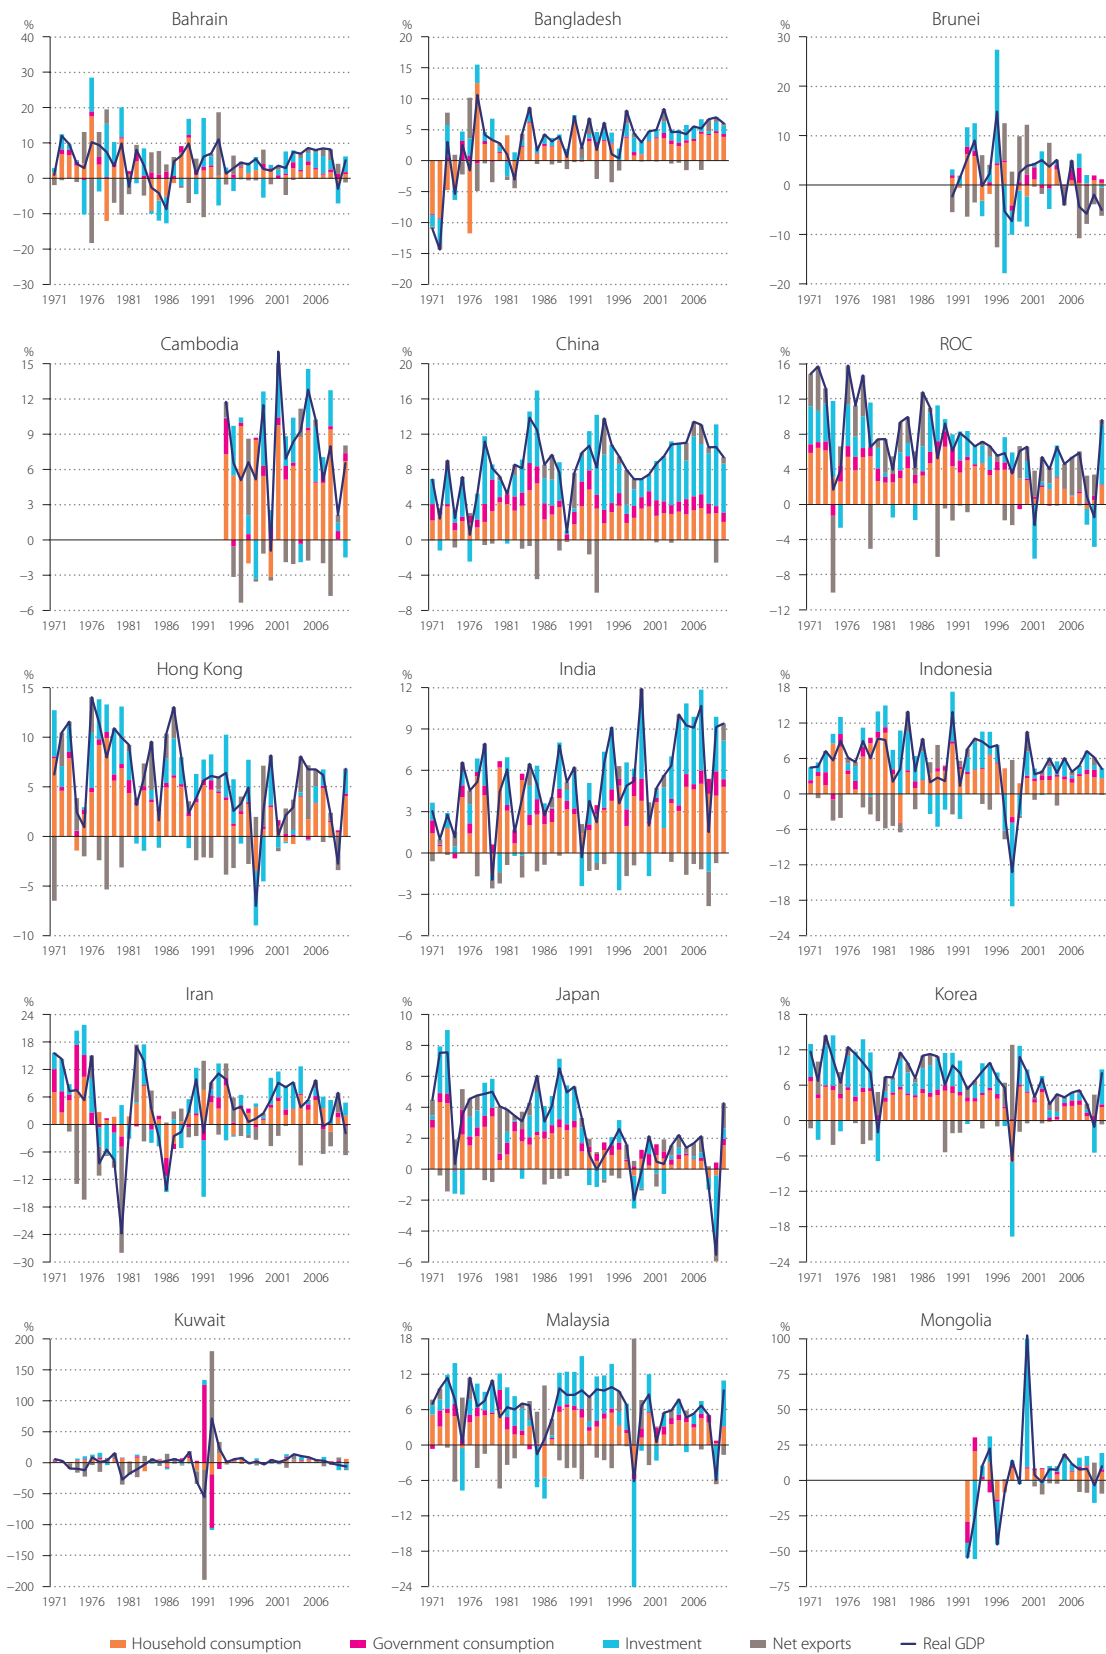 Bahrain Bangladesh Brunei
% % %
40 20 30
30 15 20
20 10 10
10 5 0
0 0 −10
−10 −5 −20
−20 −10
−30 −15
−20
1971 1976 1981 1986 1991 1996 2001 2006 1971 1976 1981 1986 1991 1996 2001 2006 1971 1976 1981 1986 1991 1996 2001 2006
Cambodia China ROC
% % %
15 20 16
12 16 12
9 12 8
6 8 4
3 4 0
0 0 −4
−3 −4 −8
−6 −8 −12
1971 1976 1981 1986 1991 1996 2001 2006 1971 1976 1981 1986 1991 1996 2001 2006 1971 1976 1981 1986 1991 1996 2001 2006
Hong Kong India Indonesia
% % %
15 12 18
10 9 12
5 6 6
0 3 0
−5 0 −6
−10 −3 −12
−6 −18
−24
1971 1976 1981 1986 1991 1996 2001 2006 1971 1976 1981 1986 1991 1996 2001 2006 1971 1976 1981 1986 1991 1996 2001 2006
Iran Japan Korea
% % %
24 10 18
18 8 12
12 6 6
6 4 0
0 2 −6
−6 0 −12
−12 −2 −18
−18 −4 −24
−24 −6
−30
1971 1976 1981 1986 1991 1996 2001 2006 1971 1976 1981 1986 1991 1996 2001 2006 1971 1976 1981 1986 1991 1996 2001 2006
Kuwait Malaysia Mongolia
% % %
200 18 100
150 12 75
100 6 50
50 0 25
0 −6 0
−50 −12 −25
−100 −18 −50
−150 −24 −75
−200
1971 1976 1981 1986 1991 1996 2001 2006 1971 1976 1981 1986 1991 1996 2001 2006 1971 1976 1981 1986 1991 1996 2001 2006
Household consumption Government consumption Investment Net exports Real GDP